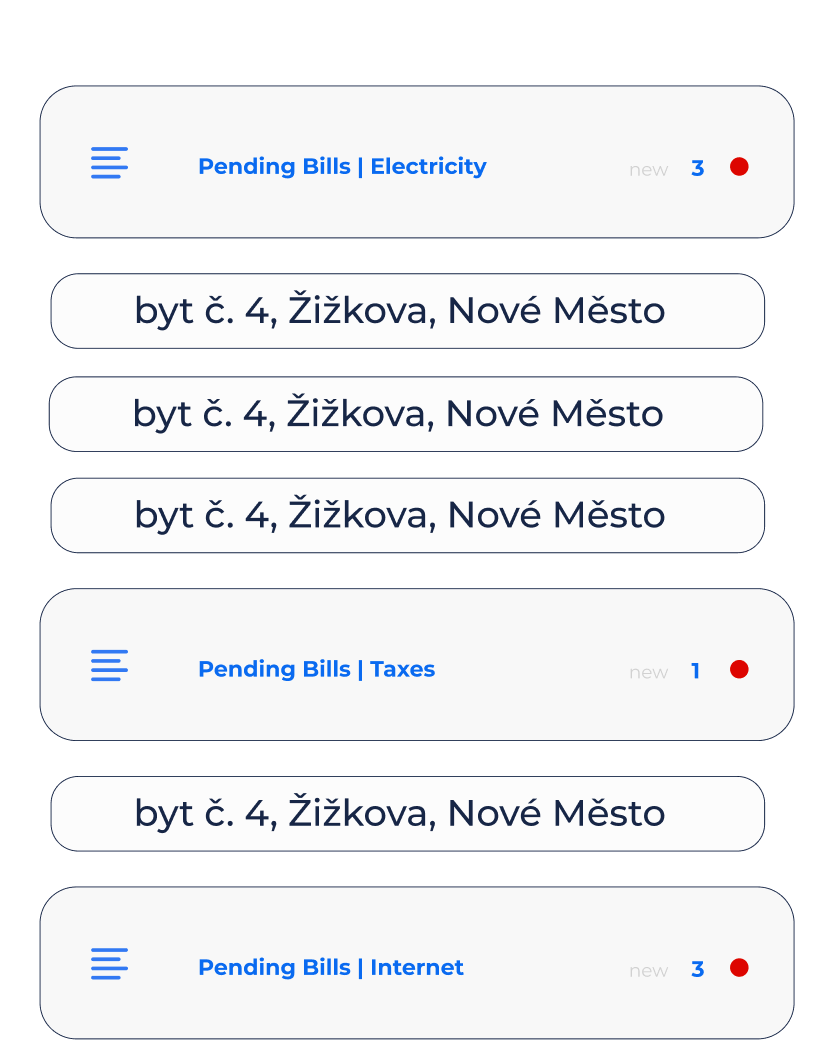 Pending Bills | Electricity new 3
byt č. 4, Žižkova, Nové Město
byt č. 4, Žižkova, Nové Město
byt č. 4, Žižkova, Nové Město
Pending Bills | Taxes new 1
byt č. 4, Žižkova, Nové Město
Pending Bills | Internet new 3